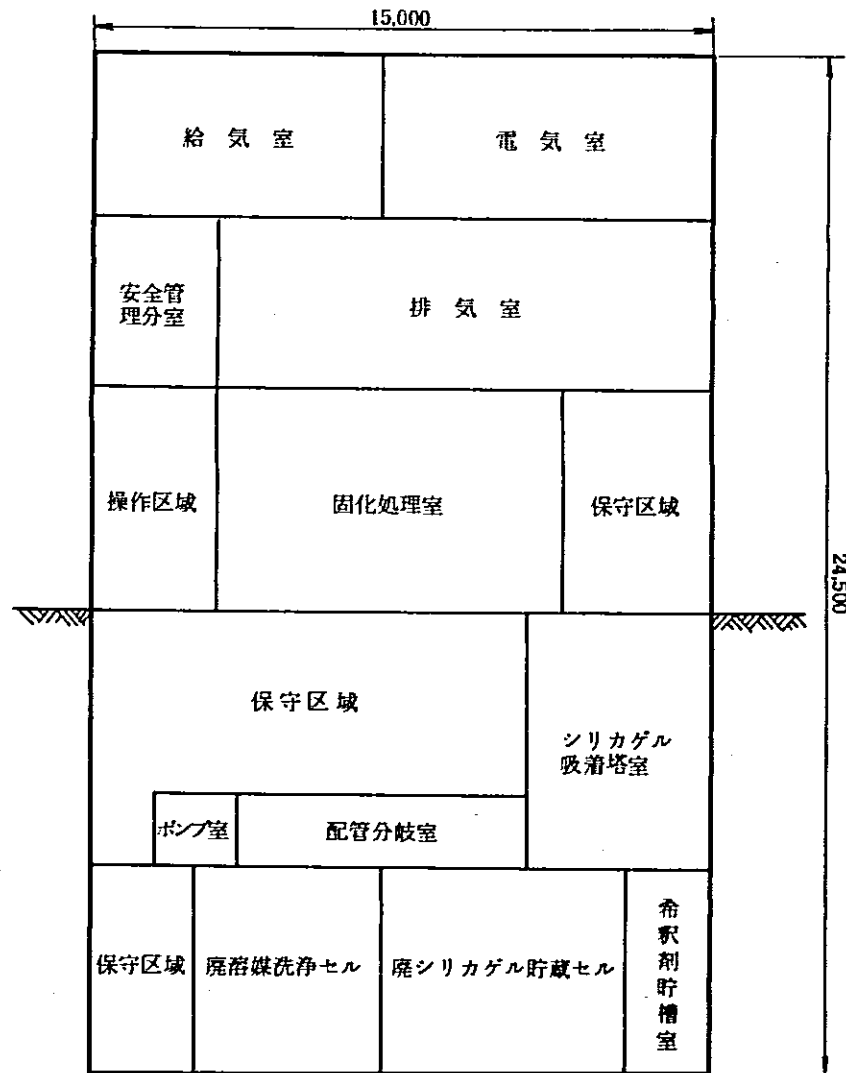 15,000
給気室
電気室
安全管
理分室
排気室
操作区域
固化処理室
保守区域
24,500
保守区域
シリカゲル
吸着塔室
ポンプ室
配管分岐室
保守区域
廃溶媒洗浄セル
廃シリカゲル貯蔵セル
希釈剤貯槽室